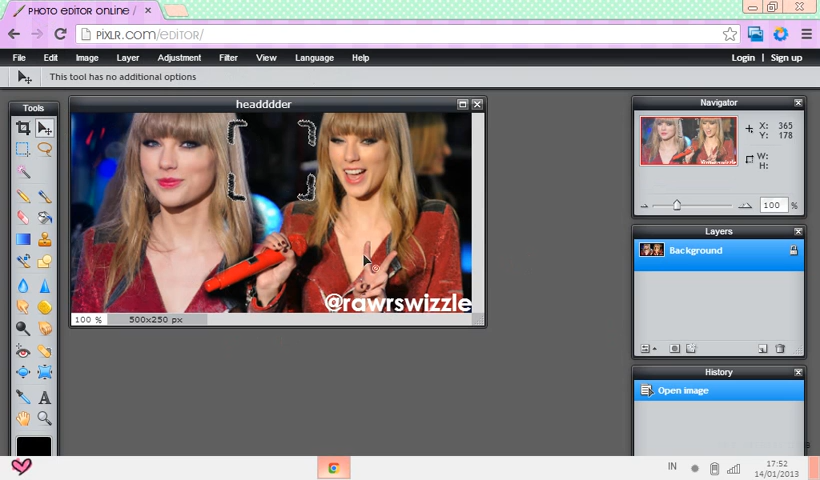 PHOTO EDITOR ONLINE /
PIXLR.COM/EDITOR/
File Edit Image Layer Adjustment Filter View Language Help Login | Sign up
This tool has no additional options
Tools
headddder
Navigator
X: 365
Y: 178
W:
H:
100 %
Layers
Background
@rawrswizzle
100 % 500x250 px
History
Open image
A
IN 17:52
14/01/2013